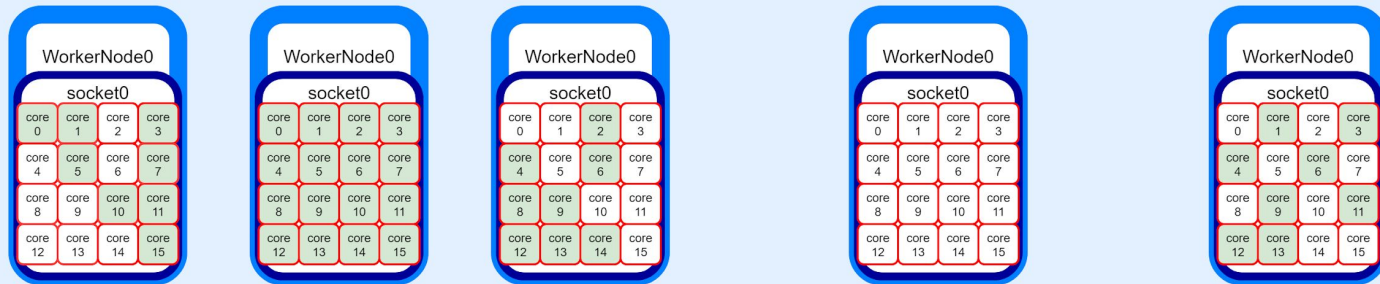 WorkerNode0 WorkerNode0 WorkerNode0 WorkerNode0 WorkerNode0
socket0 socket0 socket0 socket0 socket0
core core core core core core core core core core core core core core core core core core core core
0 1 2 3 0 1 2 3 0 1 2 3 0 1 2 3 0 1 2 3
core core core core core core core core core core core core core core core core core core core core
4 5 6 7 4 5 6 7 4 5 6 7 4 5 6 7 4 5 6 7
core core core core core core core core core core core core core core core core core core core core
8 9 10 11 8 9 10 11 8 9 10 11 8 9 10 11 8 9 10 11
core core core core core core core core core core core core core core core core core core core core
12 13 14 15 12 13 14 15 12 13 14 15 12 13 14 15 12 13 14 15